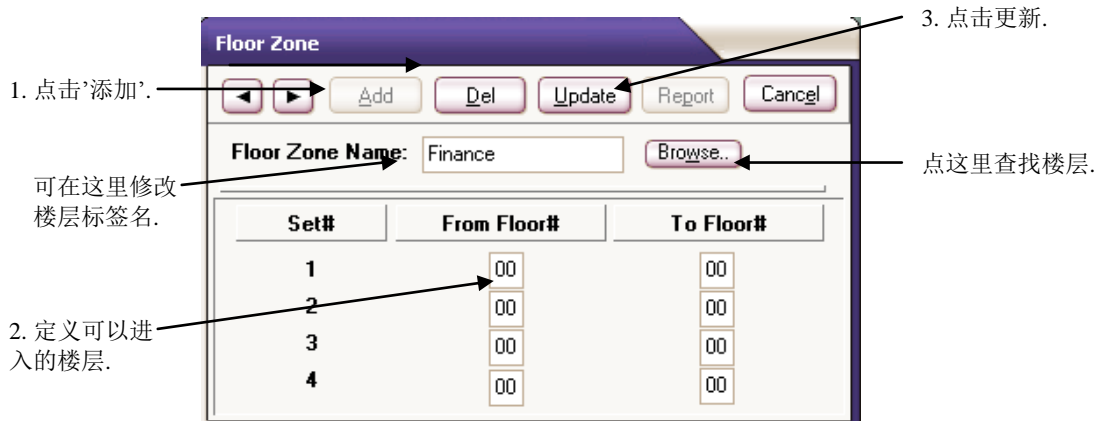 3. 点击更新.
Floor Zone
1. 点击’添加’.
Add Del Update Report Cancel
Floor Zone Name: Finance Browse..
点这里查找楼层.
可在这里修改
楼层标签名.
Set# From Floor# To Floor#
1 00 00
2 00 00
2. 定义可以进
入的楼层.
3 00 00
4 00 00